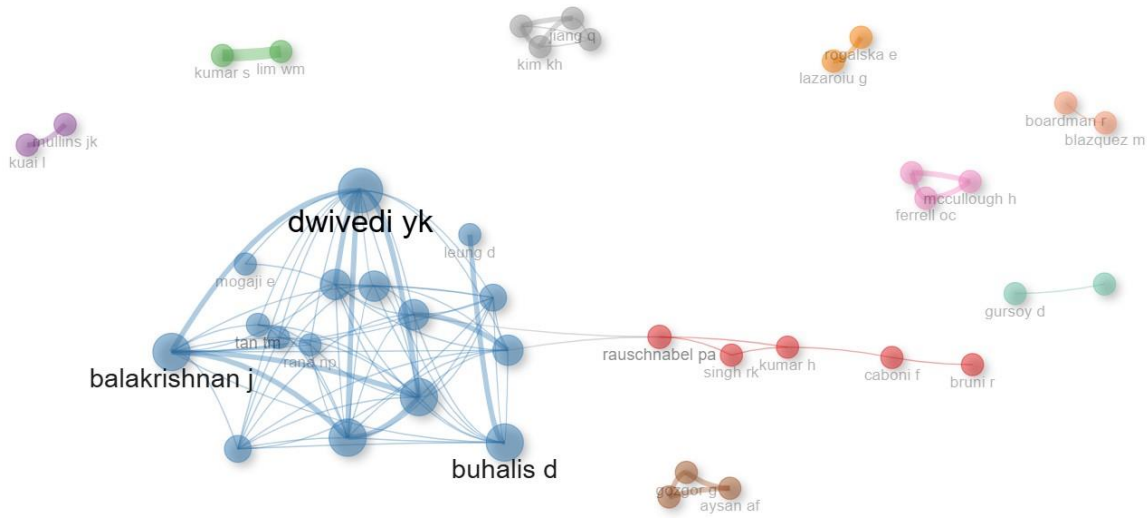 jiang q
kim kh
rogalska e
lazaroiu g
kumar s
lim wm
boardman r
blazquez m
mullins jk
kuai l
mccullough h
ferrell oc
dwivedi yk
leung d
mogaji e
gursoy d
tan tm
rana np
rauschnabel pa
singh rk
kumar h
caboni f
bruni r
balakrishnan j
buhalis d
gozgor g
aysan af